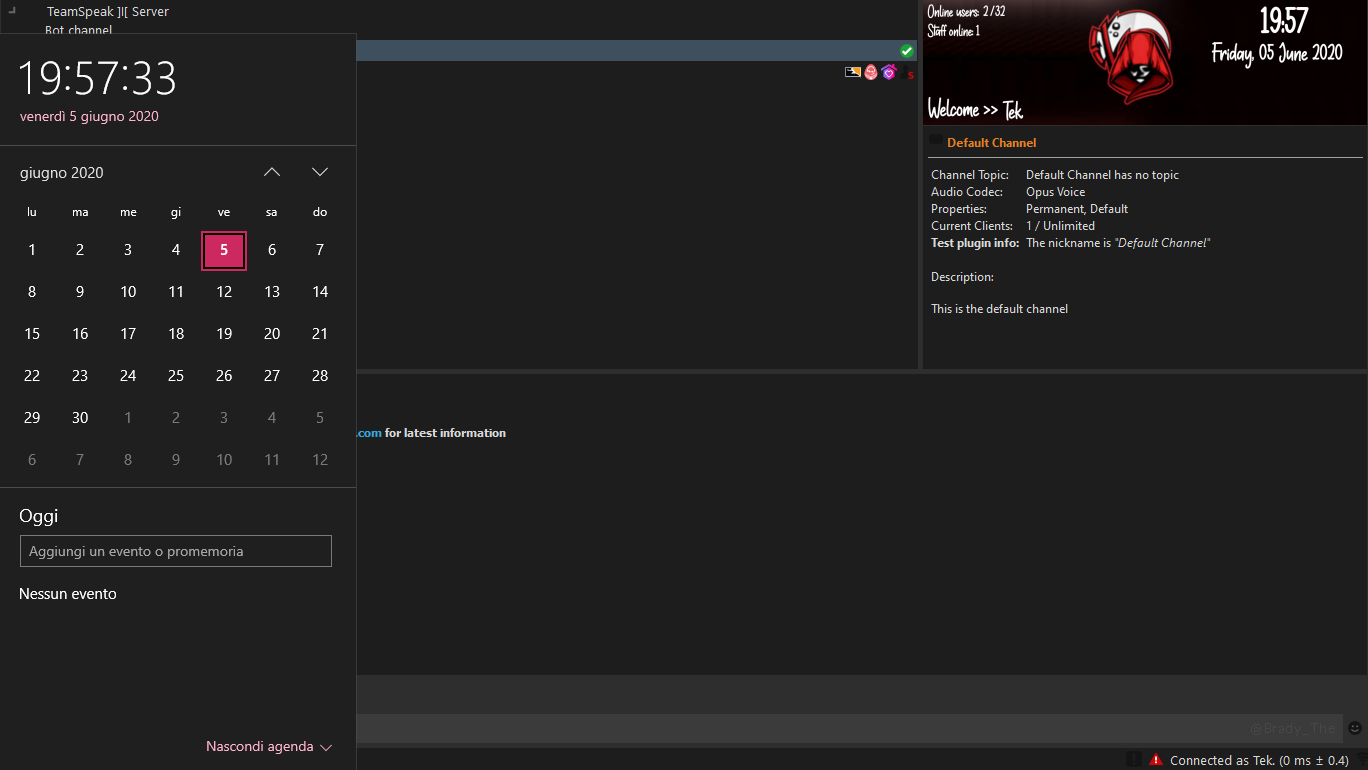 TeamSpeak ]I[ Server
Bot channel
19:57:33
venerdì 5 giugno 2020
giugno 2020
lu ma me gi ve sa do
1 2 3 4 5 6 7
8 9 10 11 12 13 14
15 16 17 18 19 20 21
22 23 24 25 26 27 28
29 30 1 2 3 4 5
6 7 8 9 10 11 12
Oggi
Aggiungi un evento o promemoria
Nessun evento
Nascondi agenda
.com for latest information
s
Online users: 2 /32
Staff online: 1
19:57
Friday, 05 June 2020
Welcome >> Tek.
Default Channel
Channel Topic: Default Channel has no topic
Audio Codec: Opus Voice
Properties: Permanent, Default
Current Clients: 1 / Unlimited
Test plugin info: The nickname is "Default Channel"
Description:
This is the default channel
@Brady_The
Connected as Tek. (0 ms ± 0.4)